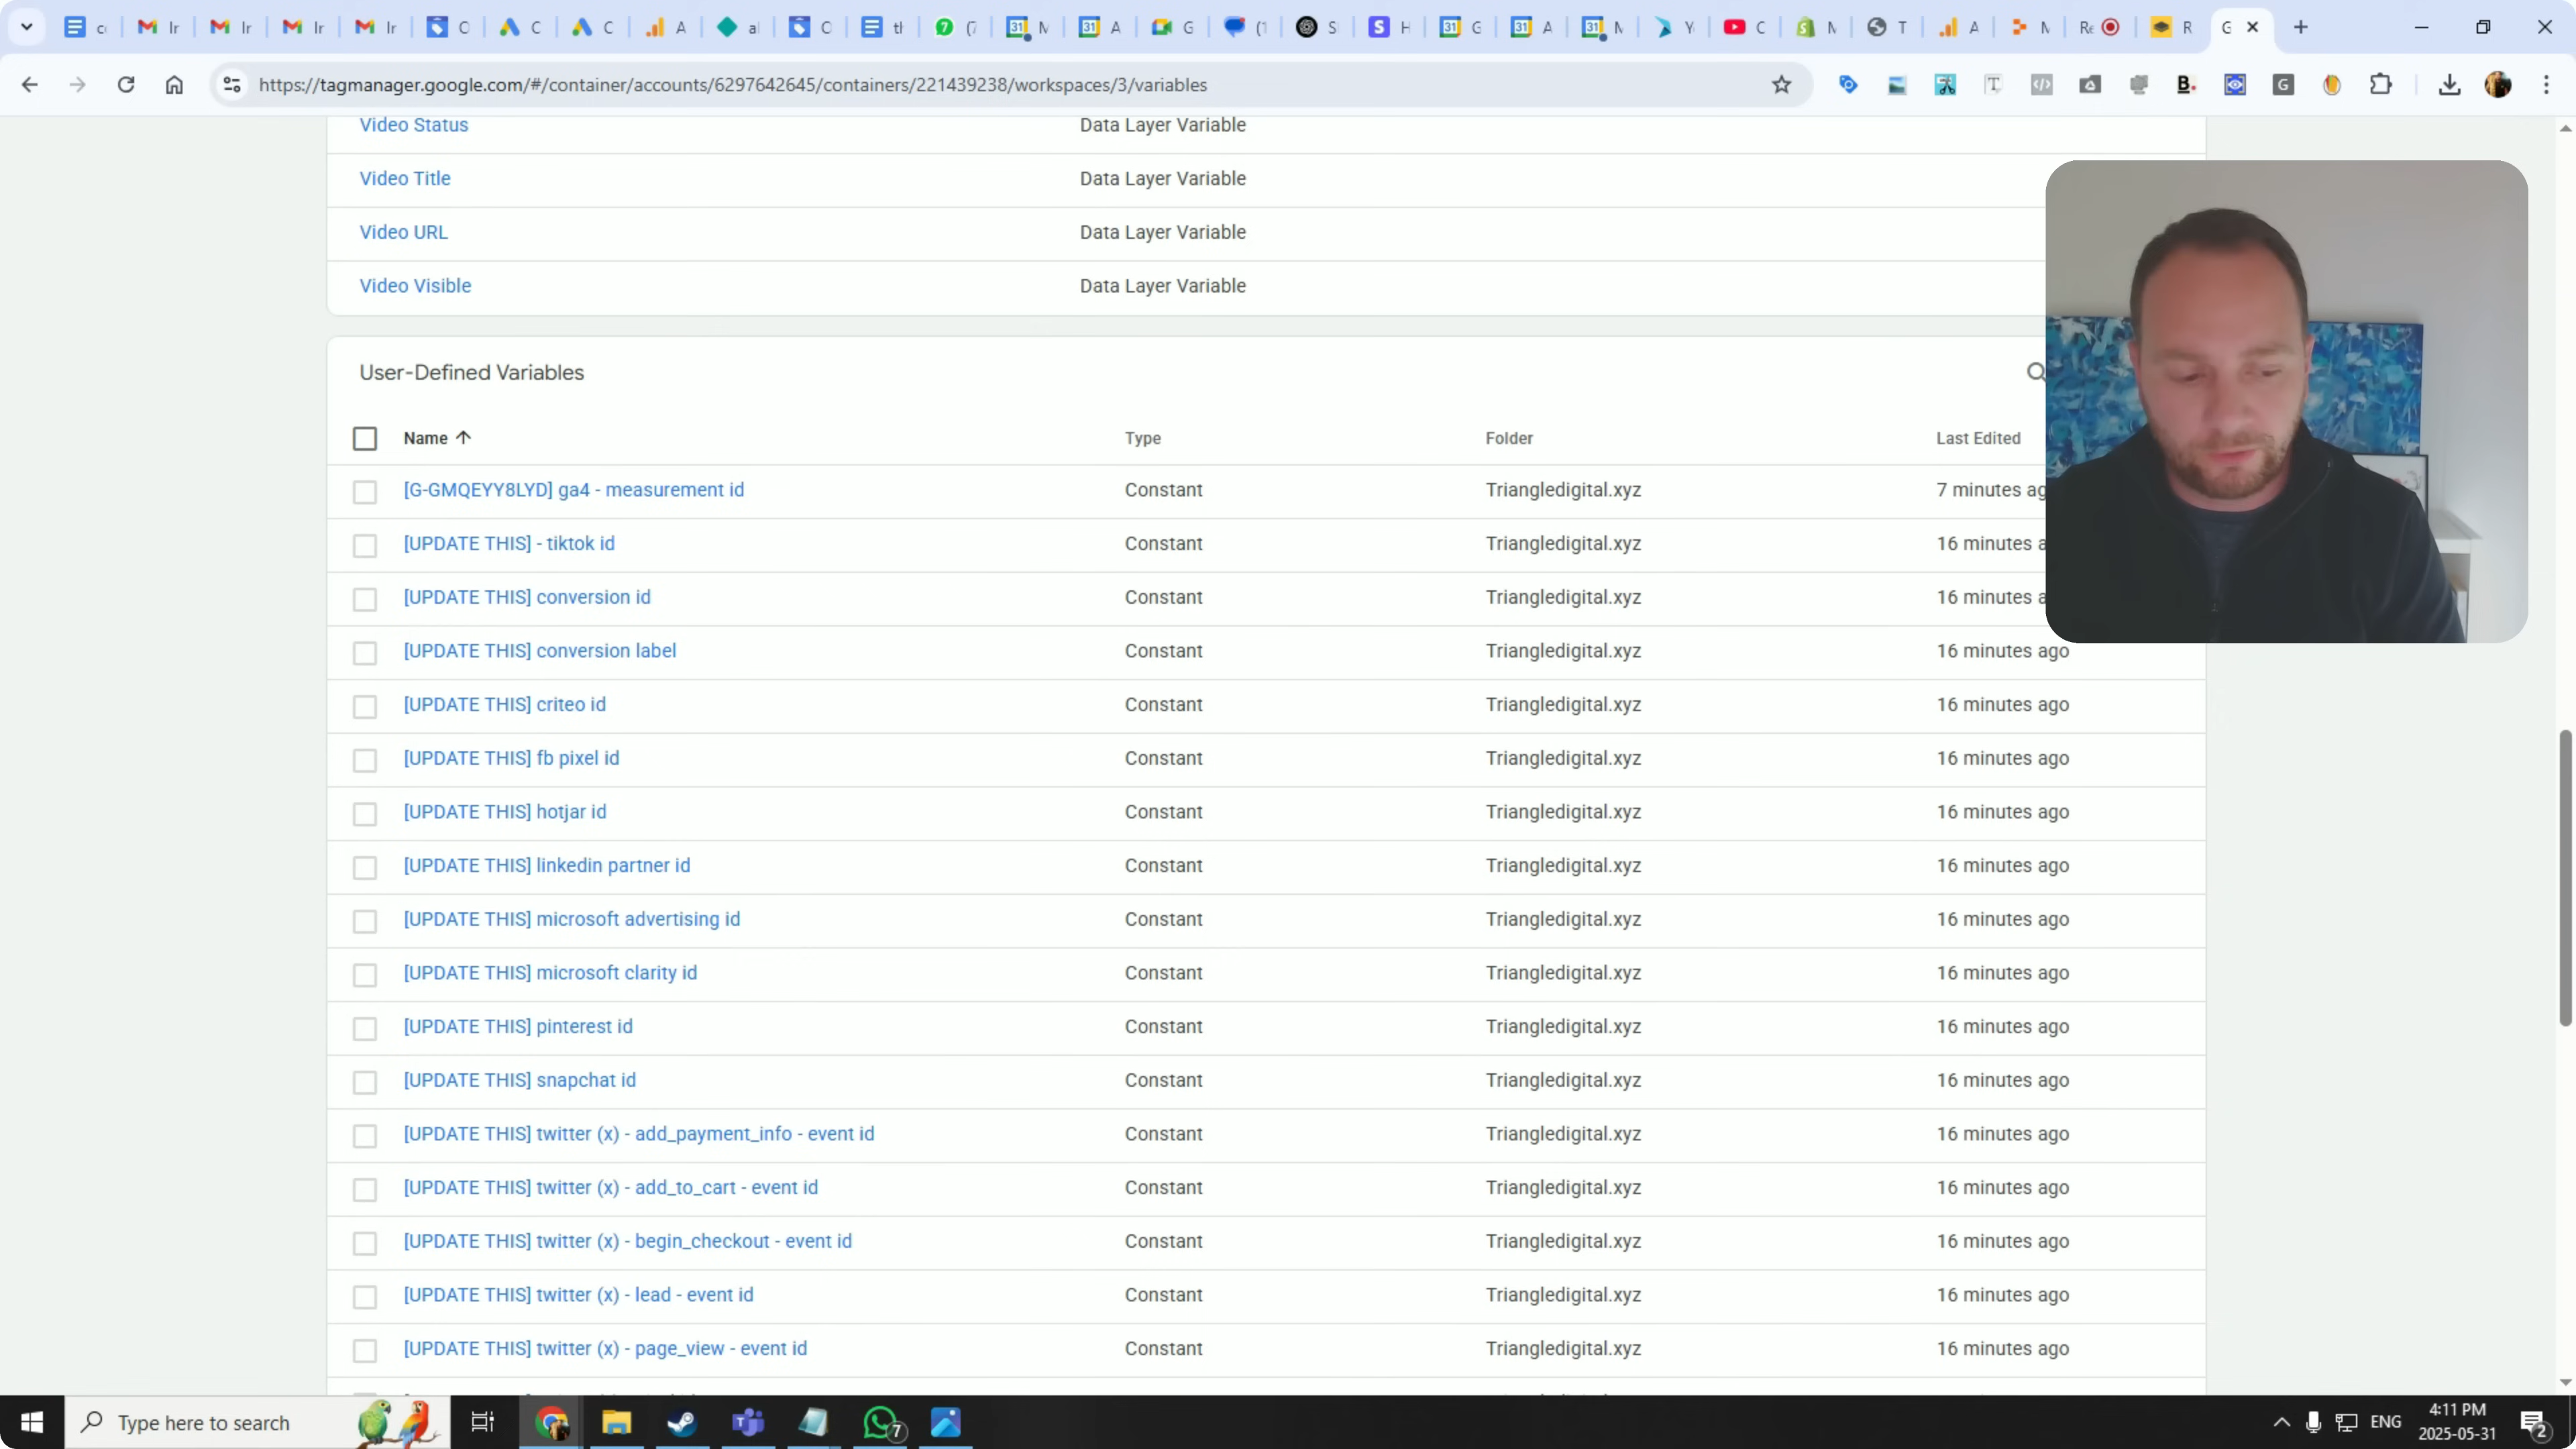 https://tagmanager.google.com/#/container/accounts/6297642645/containers/221439238/workspaces/3/variables
Video Status Data Layer Variable
Video Title Data Layer Variable
Video URL Data Layer Variable
Video Visible Data Layer Variable
User-Defined Variables
Name Type Folder Last Edited
[G-GMQEYY8LYD] ga4 - measurement id Constant Triangledigital.xyz 7 minutes ag
[UPDATE THIS] - tiktok id Constant Triangledigital.xyz 16 minutes a
[UPDATE THIS] conversion id Constant Triangledigital.xyz 16 minutes a
[UPDATE THIS] conversion label Constant Triangledigital.xyz 16 minutes ago
[UPDATE THIS] criteo id Constant Triangledigital.xyz 16 minutes ago
[UPDATE THIS] fb pixel id Constant Triangledigital.xyz 16 minutes ago
[UPDATE THIS] hotjar id Constant Triangledigital.xyz 16 minutes ago
[UPDATE THIS] linkedin partner id Constant Triangledigital.xyz 16 minutes ago
[UPDATE THIS] microsoft advertising id Constant Triangledigital.xyz 16 minutes ago
[UPDATE THIS] microsoft clarity id Constant Triangledigital.xyz 16 minutes ago
[UPDATE THIS] pinterest id Constant Triangledigital.xyz 16 minutes ago
[UPDATE THIS] snapchat id Constant Triangledigital.xyz 16 minutes ago
[UPDATE THIS] twitter (x) - add_payment_info - event id Constant Triangledigital.xyz 16 minutes ago
[UPDATE THIS] twitter (x) - add_to_cart - event id Constant Triangledigital.xyz 16 minutes ago
[UPDATE THIS] twitter (x) - begin_checkout - event id Constant Triangledigital.xyz 16 minutes ago
[UPDATE THIS] twitter (x) - lead - event id Constant Triangledigital.xyz 16 minutes ago
[UPDATE THIS] twitter (x) - page_view - event id Constant Triangledigital.xyz 16 minutes ago
Type here to search
7
ENG
4:11 PM
2025-05-31
2